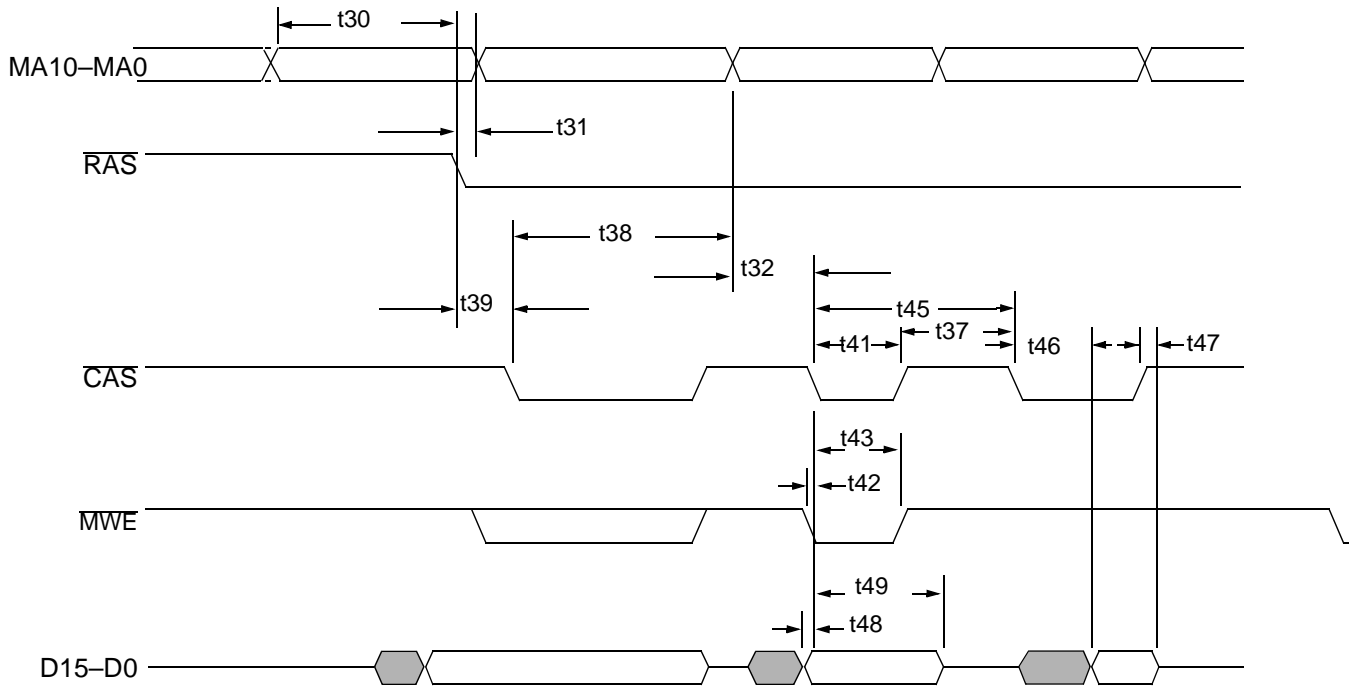 t30
MA10–MA0
t31
RAS
t38
t32
t39
t45
t37
t41
t46
t47
CAS
t43
t42
MWE
t49
t48
D15–D0